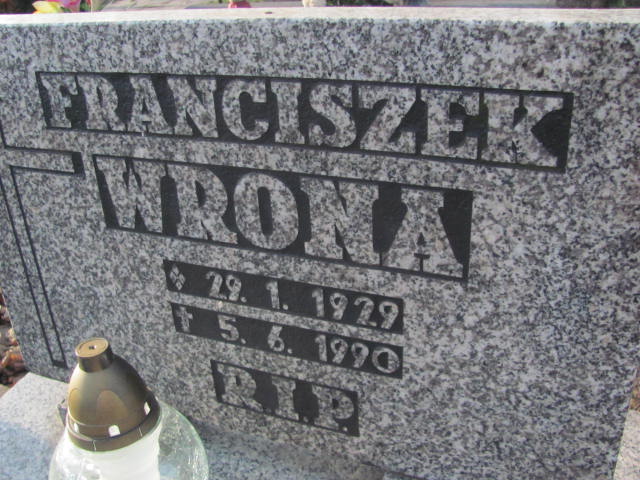 FRANCISZEK
WRONA
29. 1. 1929
† 5. 6. 1990
R.I.P.